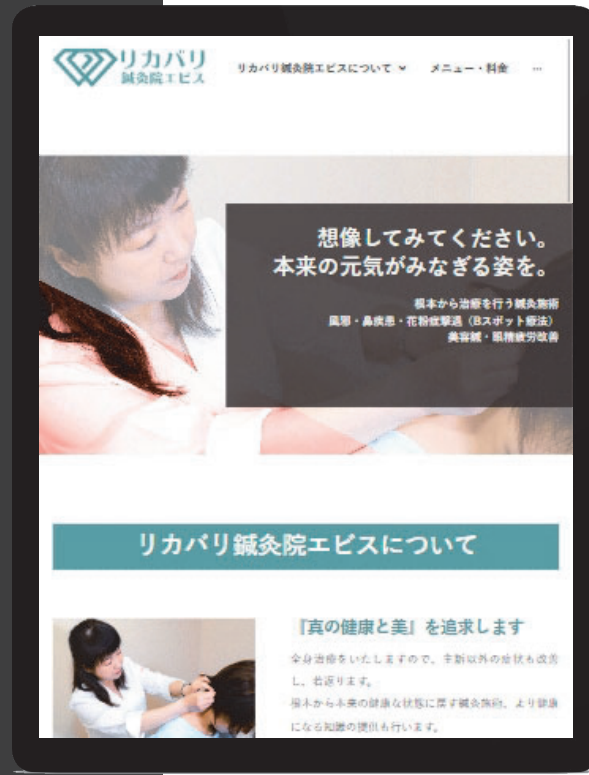 リカバリ
鍼灸院エビス
リカバリ鍼灸院エビスについて
メニュー・料金
...
想像してみてください。
本来の元気がみなぎる姿を。
根本から治療を行う鍼灸施術
風邪・鼻疾患・花粉症撃退（Bスポット療法）
美容鍼・眼精疲労改善
リカバリ鍼灸院エビスについて
『真の健康と美』を追求します
全身治療をいたしますので、主訴以外の症状も改善
し、若返ります。
根本から本来の健康な状態に戻す鍼灸施術、より健康
になる知識の提供も行います。